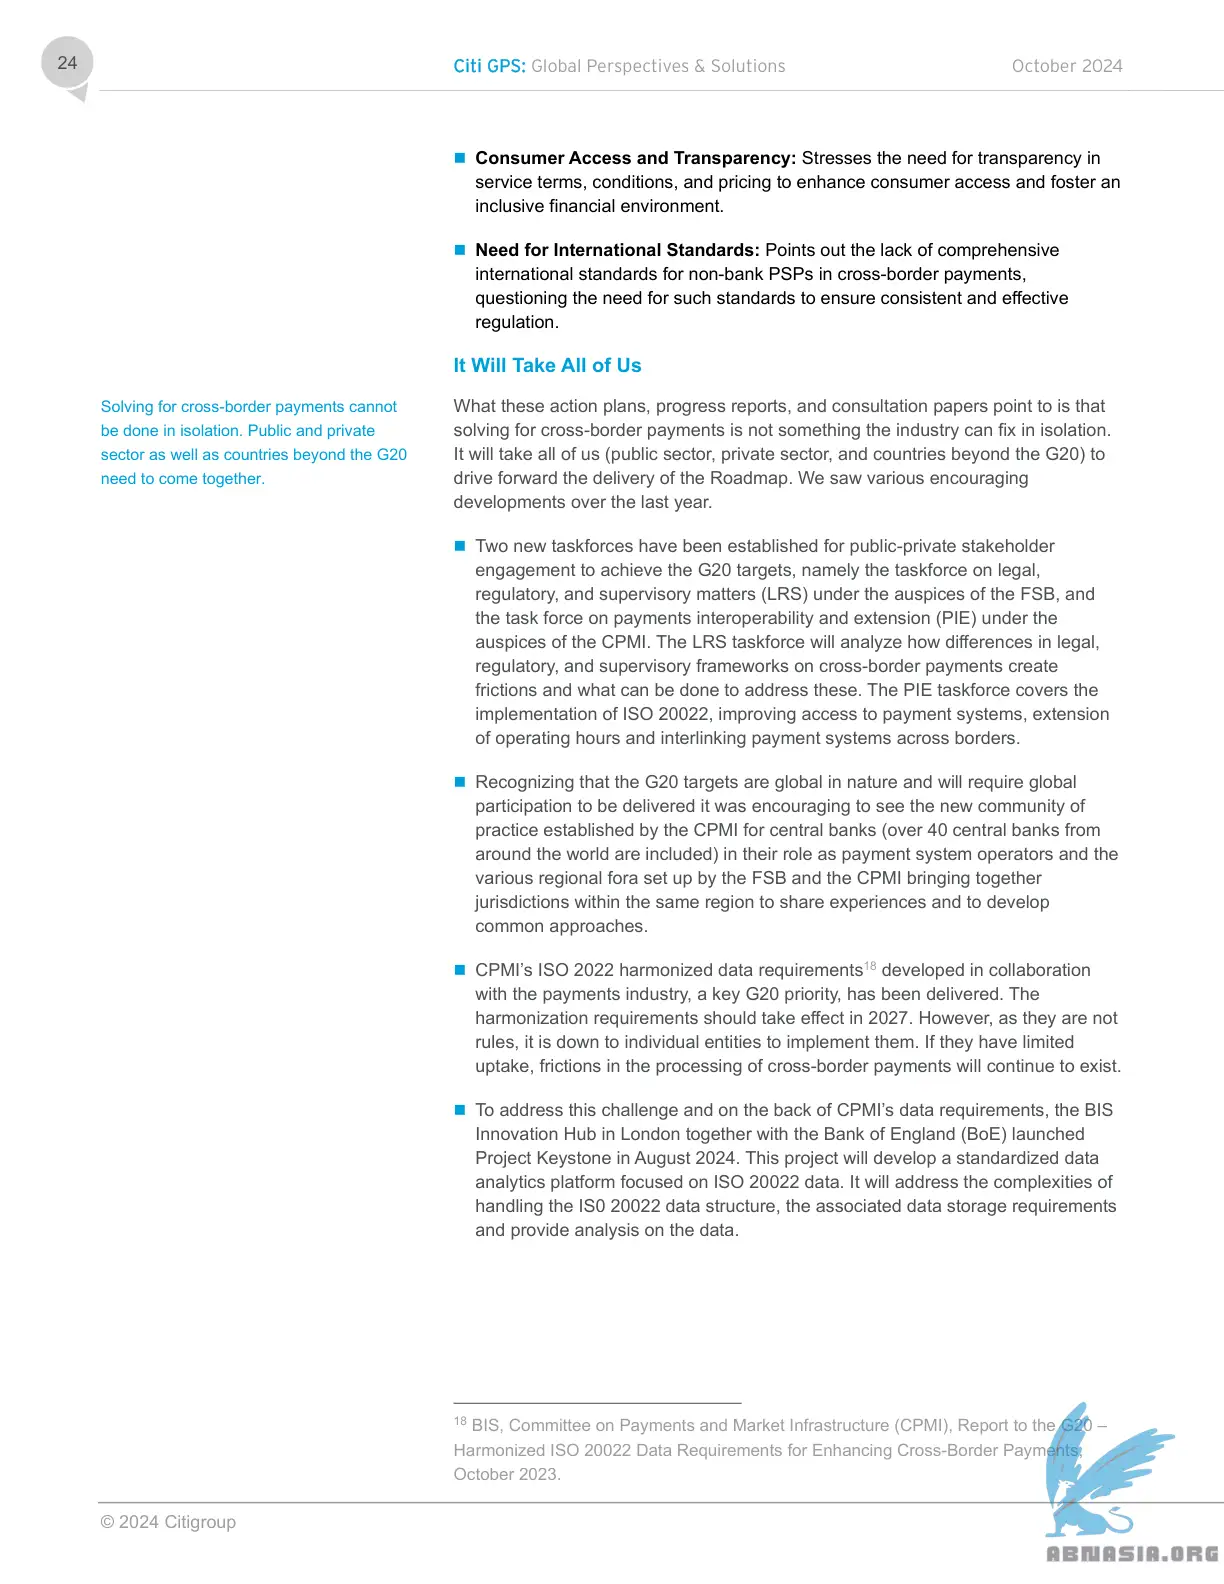 24
Citi GPS: Global Perspectives & Solutions
October 2024
■ Consumer Access and Transparency: Stresses the need for transparency in
service terms, conditions, and pricing to enhance consumer access and foster an
inclusive financial environment.
■ Need for International Standards: Points out the lack of comprehensive
international standards for non-bank PSPs in cross-border payments,
questioning the need for such standards to ensure consistent and effective
regulation.
It Will Take All of Us
Solving for cross-border payments cannot
be done in isolation. Public and private
sector as well as countries beyond the G20
need to come together.
What these action plans, progress reports, and consultation papers point to is that
solving for cross-border payments is not something the industry can fix in isolation.
It will take all of us (public sector, private sector, and countries beyond the G20) to
drive forward the delivery of the Roadmap. We saw various encouraging
developments over the last year.
■ Two new taskforces have been established for public-private stakeholder
engagement to achieve the G20 targets, namely the taskforce on legal,
regulatory, and supervisory matters (LRS) under the auspices of the FSB, and
the task force on payments interoperability and extension (PIE) under the
auspices of the CPMI. The LRS taskforce will analyze how differences in legal,
regulatory, and supervisory frameworks on cross-border payments create
frictions and what can be done to address these. The PIE taskforce covers the
implementation of ISO 20022, improving access to payment systems, extension
of operating hours and interlinking payment systems across borders.
■ Recognizing that the G20 targets are global in nature and will require global
participation to be delivered it was encouraging to see the new community of
practice established by the CPMI for central banks (over 40 central banks from
around the world are included) in their role as payment system operators and the
various regional fora set up by the FSB and the CPMI bringing together
jurisdictions within the same region to share experiences and to develop
common approaches.
■ CPMI’s ISO 2022 harmonized data requirements18 developed in collaboration
with the payments industry, a key G20 priority, has been delivered. The
harmonization requirements should take effect in 2027. However, as they are not
rules, it is down to individual entities to implement them. If they have limited
uptake, frictions in the processing of cross-border payments will continue to exist.
■ To address this challenge and on the back of CPMI’s data requirements, the BIS
Innovation Hub in London together with the Bank of England (BoE) launched
Project Keystone in August 2024. This project will develop a standardized data
analytics platform focused on ISO 20022 data. It will address the complexities of
handling the IS0 20022 data structure, the associated data storage requirements
and provide analysis on the data.
18 BIS, Committee on Payments and Market Infrastructure (CPMI), Report to the G20 –
Harmonized ISO 20022 Data Requirements for Enhancing Cross-Border Payments,
October 2023.
© 2024 Citigroup
ABNASIA.ORG